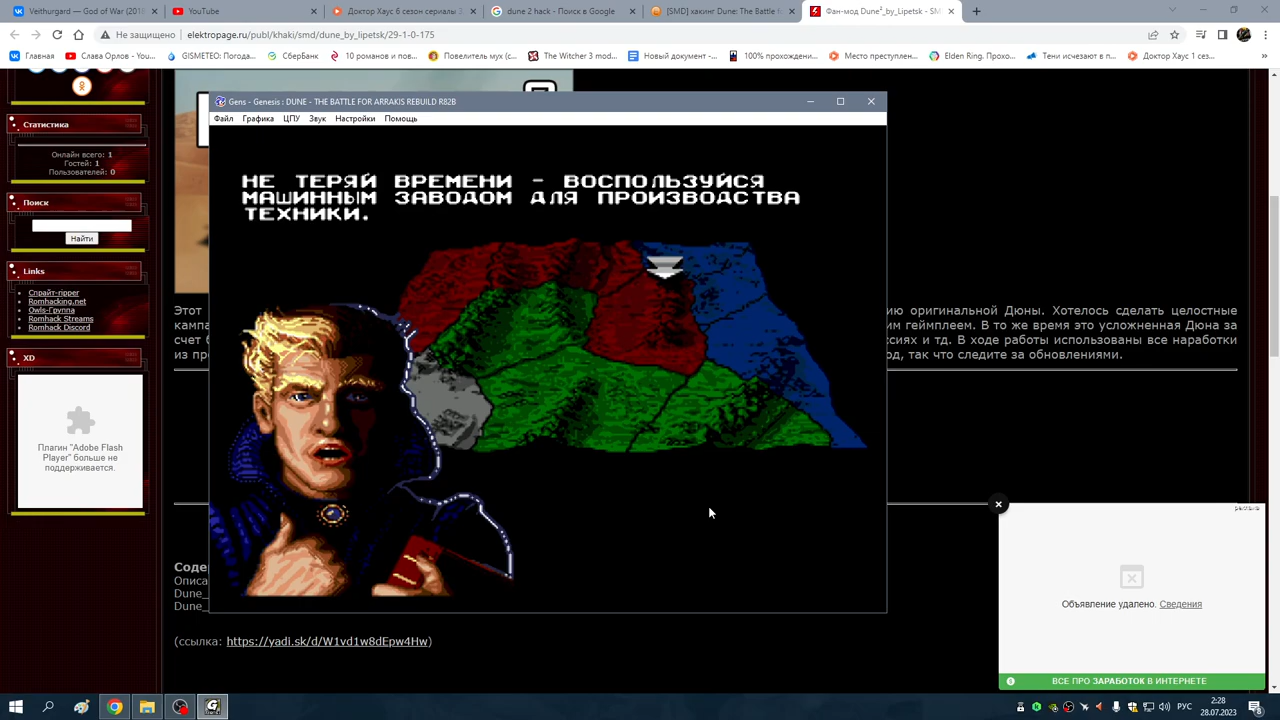 Veithurgard — God of War (2018
YouTube
Доктор Хаус 6 сезон сериалы 3
dune 2 hack - Поиск в Google
[SMD] хакинг Dune: The Battle f
Фан-мод Dune²_by_Lipetsk - SM
Не защищено
elektropage.ru/publ/khaki/smd/dune_by_lipetsk/29-1-0-175
Главная
Слава Орлов - Yout...
GISMETEO: Погода...
СберБанк
10 романов и пов...
Повелитель мух (с...
The Witcher 3 mod...
Новый документ -...
100% прохождени...
Место преступлен...
Elden Ring. Прохо...
Тени исчезают в п...
Доктор Хаус 1 сез...
Статистика
Онлайн всего: 1
Гостей: 1
Пользователей: 0
Поиск
Найти
Links
Спрайт-ripper
Romhacking.net
Owls-Группа
Romhack Streams
Romhack Discord
XD
Плагин "Adobe Flash
Player" больше не
поддерживается.
Gens - Genesis : DUNE - THE BATTLE FOR ARRAKIS REBUILD R82B
Файл
Графика
ЦПУ
Звук
Настройки
Помощь
НЕ ТЕРЯЙ ВРЕМЕНИ - ВОСПОЛЬЗУЙСЯ
МАШИННЫМ ЗАВОДОМ ДЛЯ ПРОИЗВОДСТВА
ТЕХНИКИ.
Этот
ию оригинальной Дюны. Хотелось сделать целостные
кампа
им геймплеем. В то же время это усложненная Дюна за
счет б
ссиях и тд. В ходе работы использованы все наработки
из пр
од, так что следите за обновлениями.
Соде
Описа
Dune_
Dune_
(ссылка: https://yadi.sk/d/W1vd1w8dEpw4Hw)
Объявление удалено. Сведения
ВСЕ ПРО ЗАРАБОТОК В ИНТЕРНЕТЕ
РУС
2:28
28.07.2023